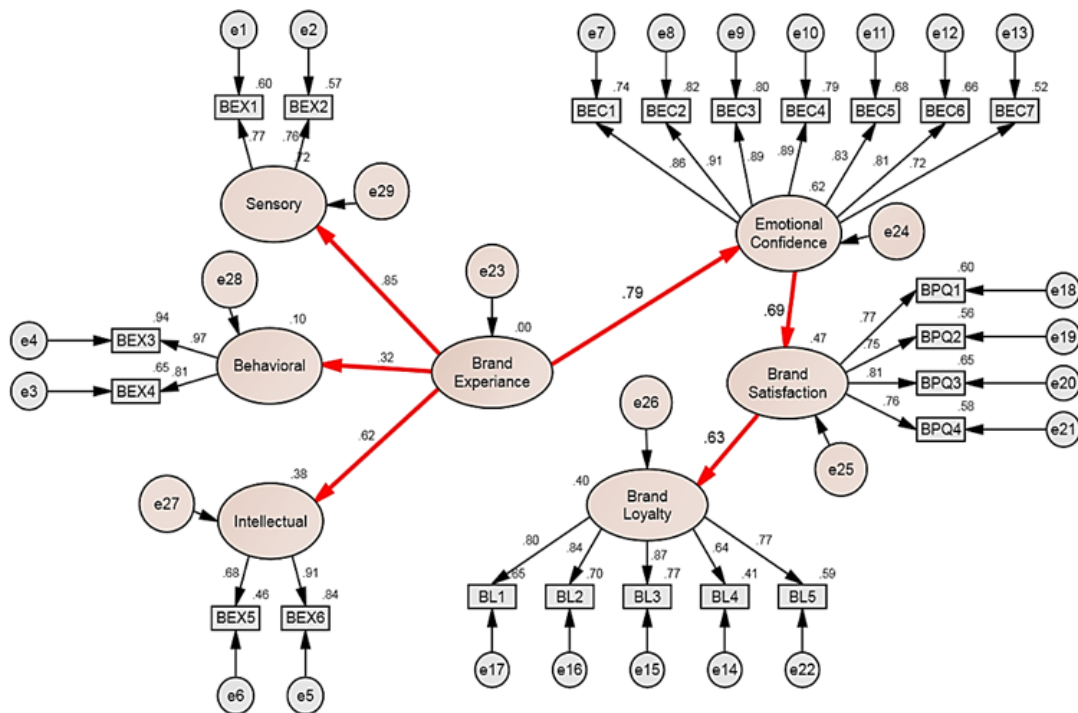 e1
e2
.60
.57
BEX1
BEX2
.77
.76
.72
Sensory
e29
e7
e8
e9
e10
e11
e12
e13
.74
.82
.80
.79
.68
.66
.52
BEC1
BEC2
BEC3
BEC4
BEC5
BEC6
BEC7
.86
.91
.89
.89
.83
.81
.72
.62
Emotional
Confidence
e24
e28
e23
.85
.79
.69
.10
.00
.32
Behavioral
Brand
Experiance
e4
.94
BEX3
.97
e3
.65
BEX4
.81
.60
BPQ1
e18
.77
.56
BPQ2
e19
.75
.65
BPQ3
e20
.81
.58
BPQ4
e21
.76
.47
Brand
Satisfaction
e25
e26
.63
.62
.38
e27
Intellectual
.68
.91
.46
.84
BEX5
BEX6
e6
e5
.40
Brand
Loyalty
.80
.84
.87
.64
.77
.65
.70
.77
.41
.59
BL1
BL2
BL3
BL4
BL5
e17
e16
e15
e14
e22